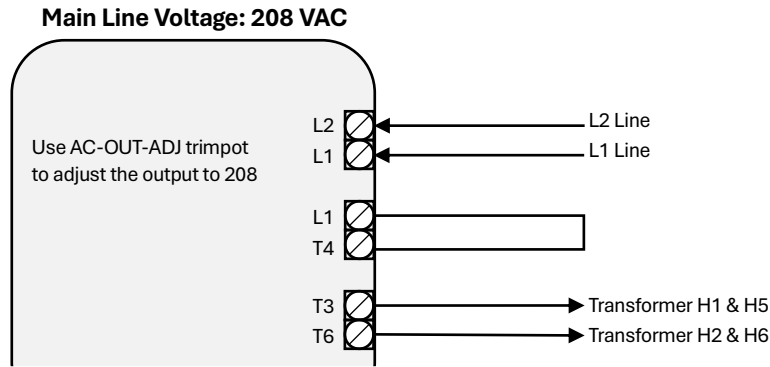 Main Line Voltage: 208 VAC
L2
L2 Line
Use AC-OUT-ADJ trimpot
L1
L1 Line
to adjust the output to 208
L1
T4
T3
Transformer H1 & H5
T6
Transformer H2 & H6